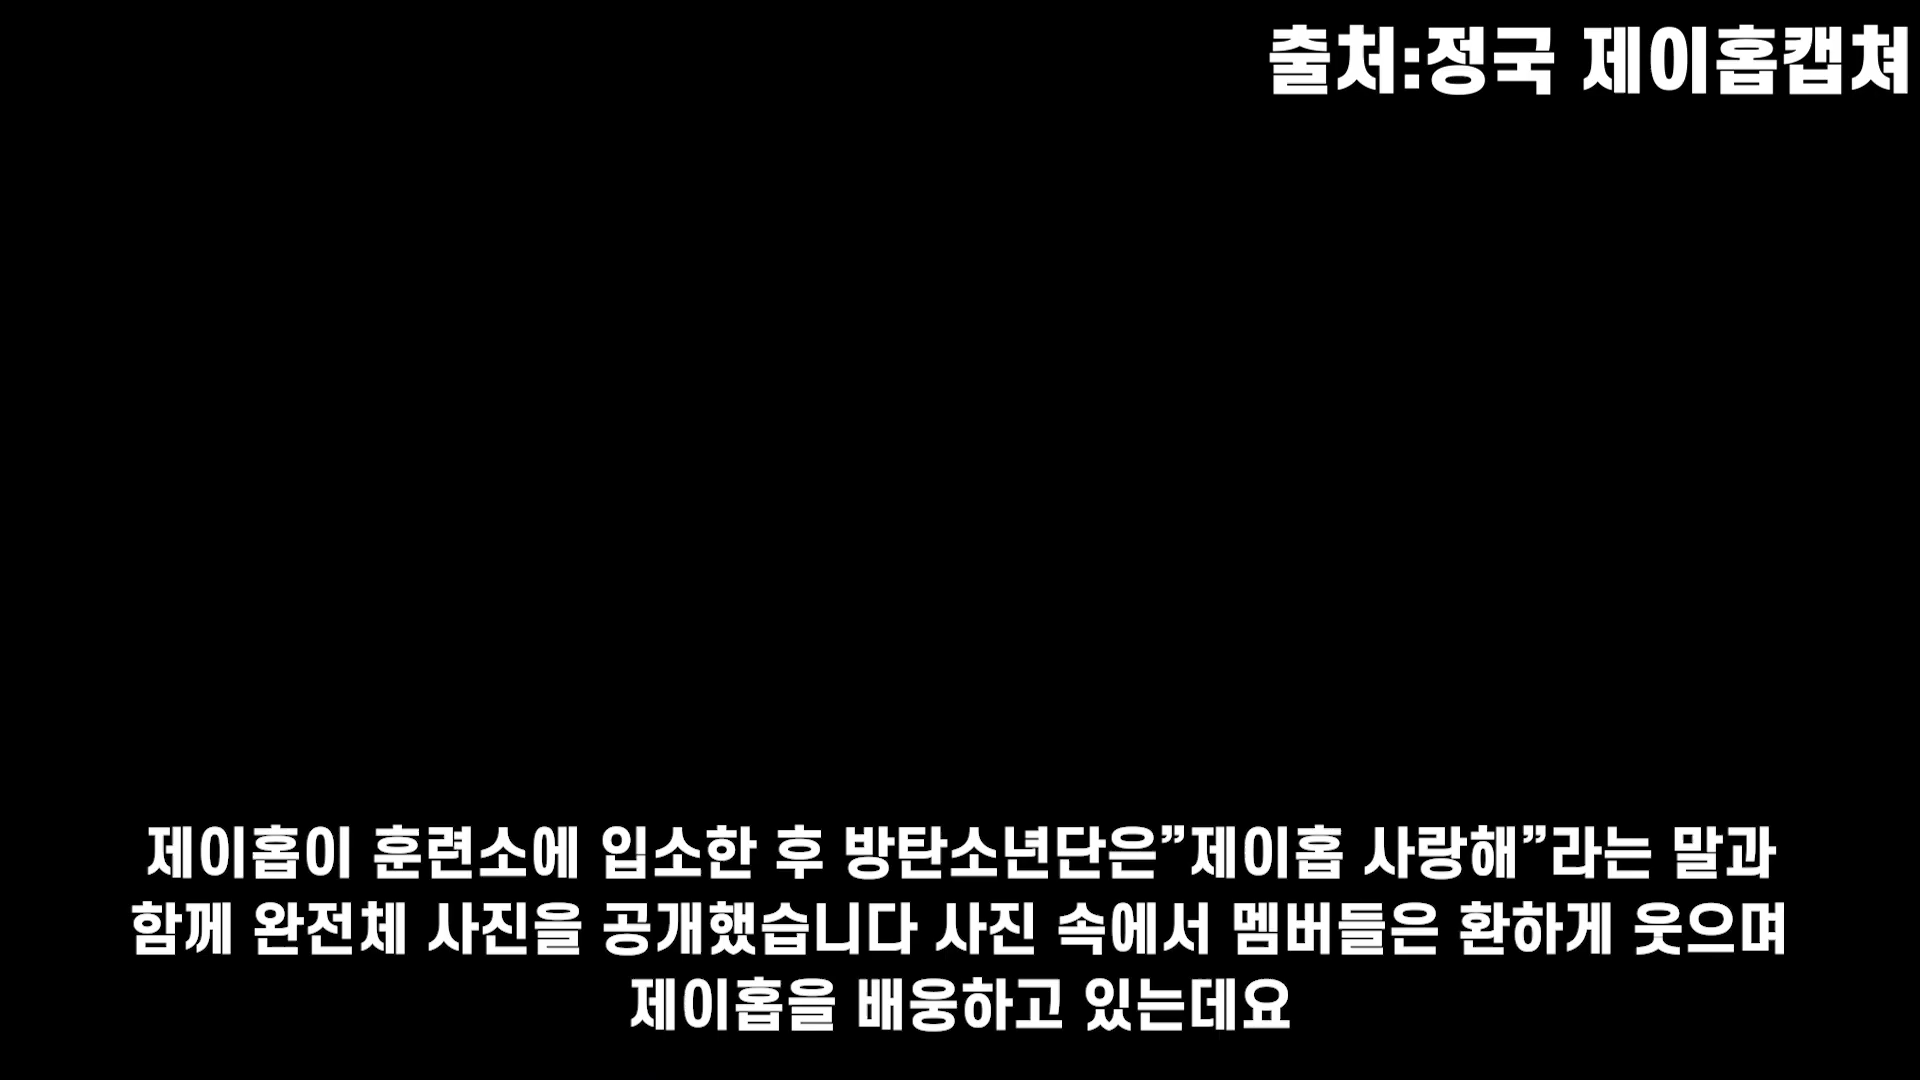 출처:정국 제이홉캡쳐
제이홉이 훈련소에 입소한 후 방탄소년단은”제이홉 사랑해”라는 말과
함께 완전체 사진을 공개했습니다 사진 속에서 멤버들은 환하게 웃으며
제이홉을 배웅하고 있는데요